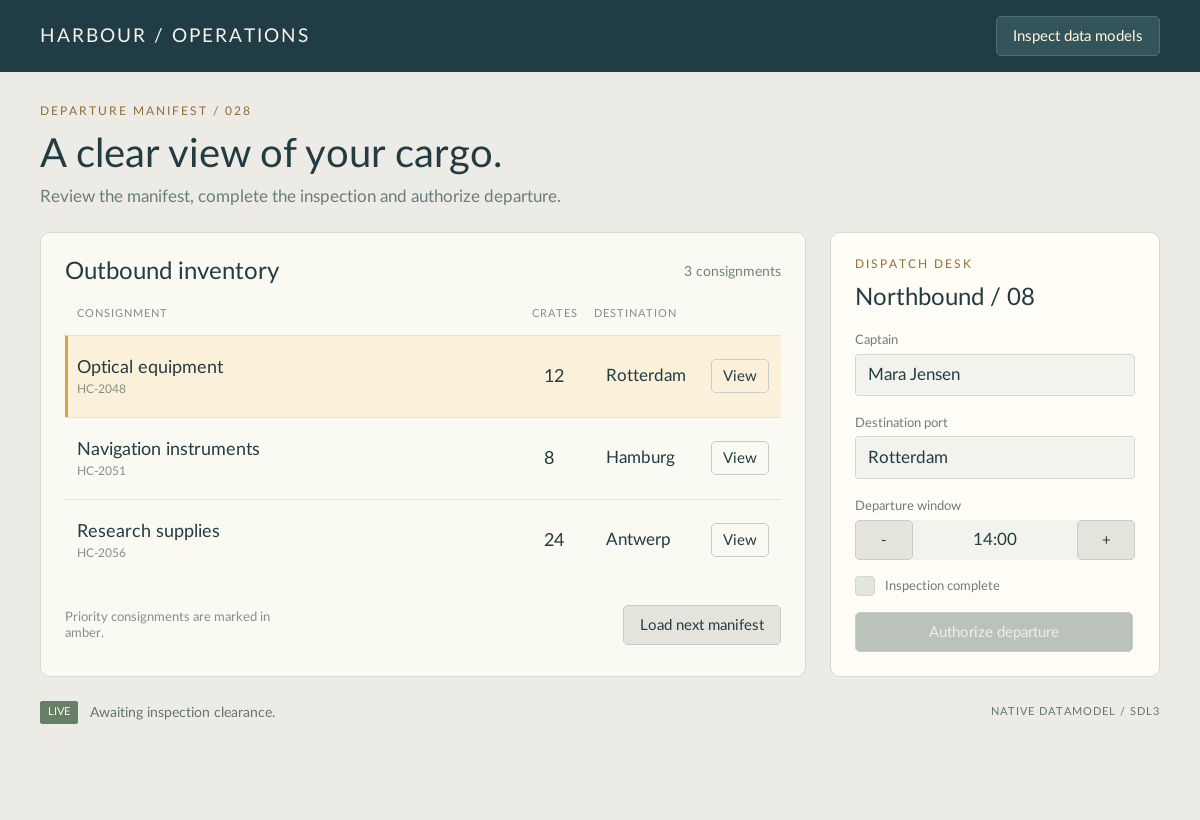 HARBOUR / OPERATIONS
Inspect data models
DEPARTURE MANIFEST / 028
A clear view of your cargo.
Review the manifest, complete the inspection and authorize departure.
Outbound inventory
3 consignments
CONSIGNMENT CRATES DESTINATION
Optical equipment
HC-2048
12 Rotterdam View
Navigation instruments
HC-2051
8 Hamburg View
Research supplies
HC-2056
24 Antwerp View
Priority consignments are marked in
amber.
Load next manifest
DISPATCH DESK
Northbound / 08
Captain
Mara Jensen
Destination port
Rotterdam
Departure window
- 14:00 +
Inspection complete
Authorize departure
LIVE Awaiting inspection clearance.
NATIVE DATAMODEL / SDL3